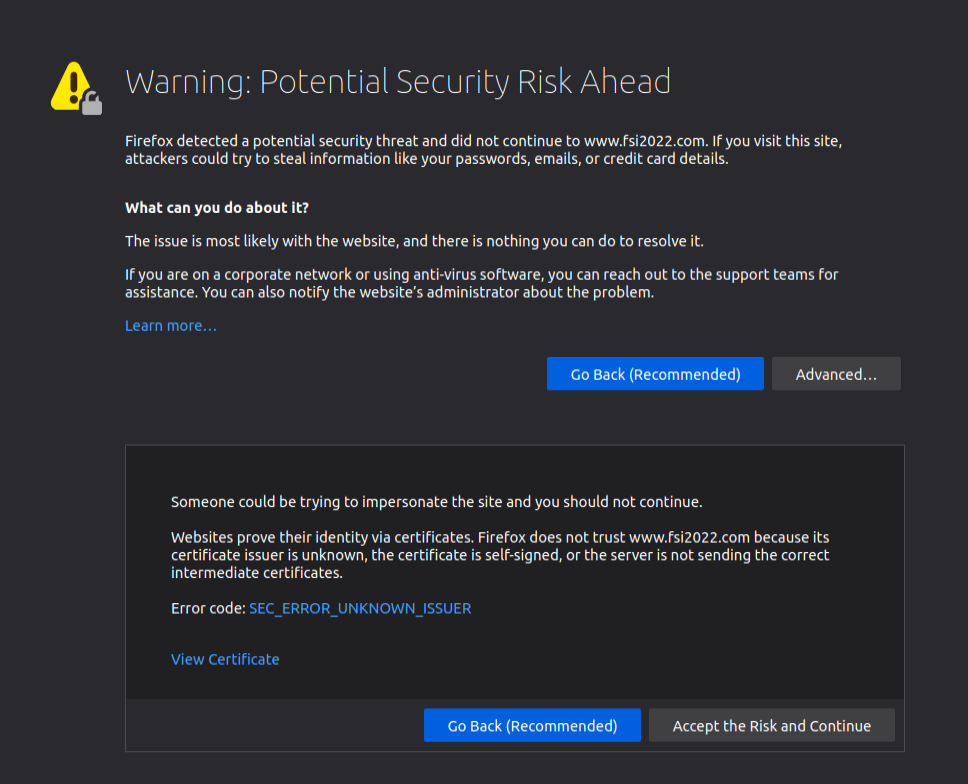 Warning: Potential Security Risk Ahead
Firefox detected a potential security threat and did not continue to www.fsi2022.com. If you visit this site,
attackers could try to steal information like your passwords, emails, or credit card details.
What can you do about it?
The issue is most likely with the website, and there is nothing you can do to resolve it.
If you are on a corporate network or using anti-virus software, you can reach out to the support teams for
assistance. You can also notify the website’s administrator about the problem.
Learn more…
Go Back (Recommended)
Advanced…
Someone could be trying to impersonate the site and you should not continue.
Websites prove their identity via certificates. Firefox does not trust www.fsi2022.com because its
certificate issuer is unknown, the certificate is self-signed, or the server is not sending the correct
intermediate certificates.
Error code: SEC_ERROR_UNKNOWN_ISSUER
View Certificate
Go Back (Recommended)
Accept the Risk and Continue